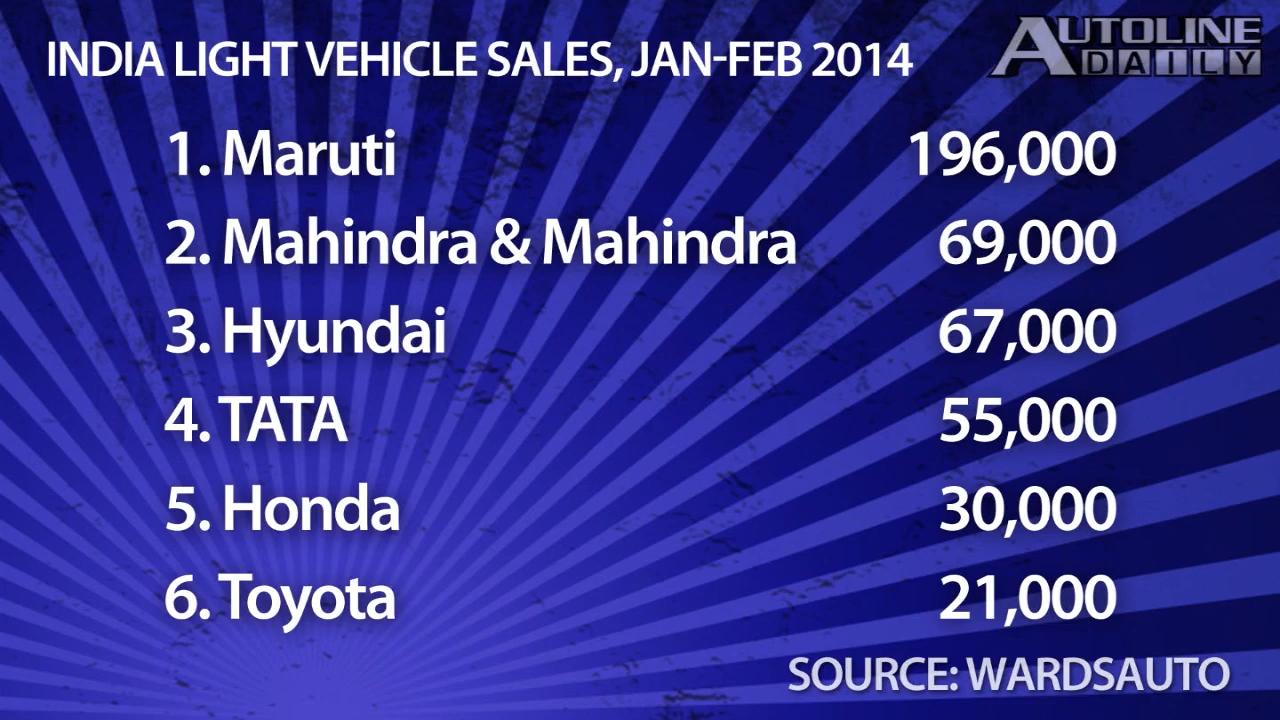 INDIA LIGHT VEHICLE SALES, JAN-FEB 2014
AUTOLINE
DAILY
1. Maruti 196,000
2. Mahindra & Mahindra 69,000
3. Hyundai 67,000
4. TATA 55,000
5. Honda 30,000
6. Toyota 21,000
SOURCE: WARDSAUTO